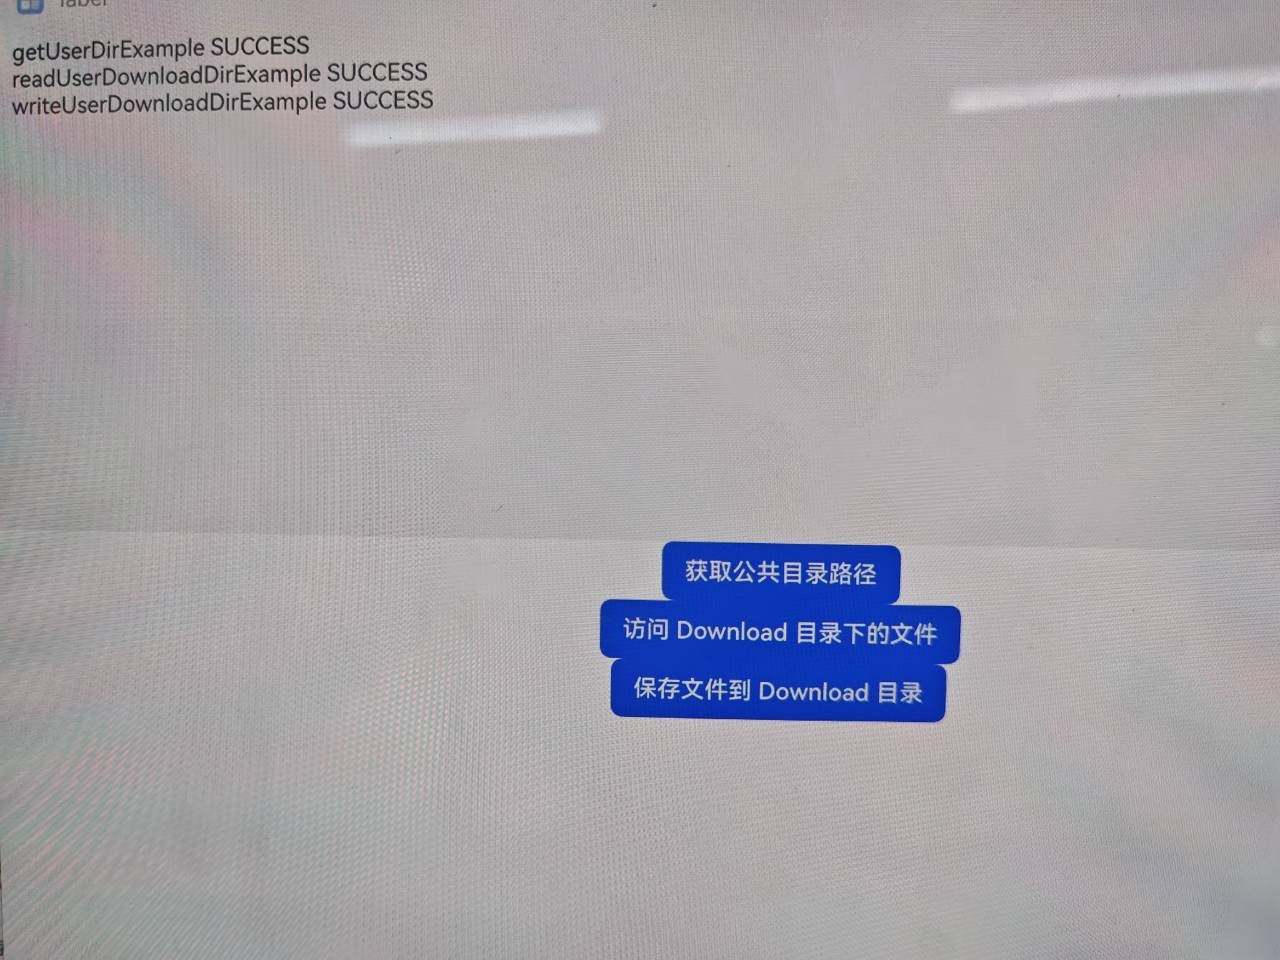 label
getUserDirExample SUCCESS
readUserDownloadDirExample SUCCESS
writeUserDownloadDirExample SUCCESS
获取公共目录路径
访问 Download 目录下的文件
保存文件到 Download 目录